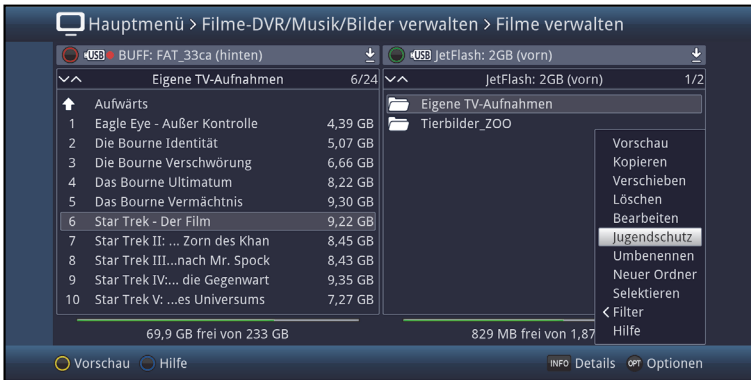 Hauptmenü > Filme-DVR/Musik/Bilder verwalten > Filme verwalten
USB BUFF: FAT_33ca (hinten)
USB JetFlash: 2GB (vorn)
Eigene TV-Aufnahmen 6/24
JetFlash: 2GB (vorn) 1/2
Aufwärts
1 Eagle Eye - Außer Kontrolle 4,39 GB
2 Die Bourne Identität 5,07 GB
3 Die Bourne Verschwörung 6,66 GB
4 Das Bourne Ultimatum 8,22 GB
5 Das Bourne Vermächtnis 9,30 GB
6 Star Trek - Der Film 9,22 GB
7 Star Trek II: ... Zorn des Khan 8,45 GB
8 Star Trek III...nach Mr. Spock 8,43 GB
9 Star Trek IV:... die Gegenwart 9,35 GB
10 Star Trek V: ...es Universums 7,27 GB
Eigene TV-Aufnahmen
Tierbilder_ZOO
Vorschau
Kopieren
Verschieben
Löschen
Bearbeiten
Jugendschutz
Umbenennen
Neuer Ordner
Selektieren
< Filter
Hilfe
69,9 GB frei von 233 GB
829 MB frei von 1,87
Vorschau Hilfe
INFO Details OPT Optionen